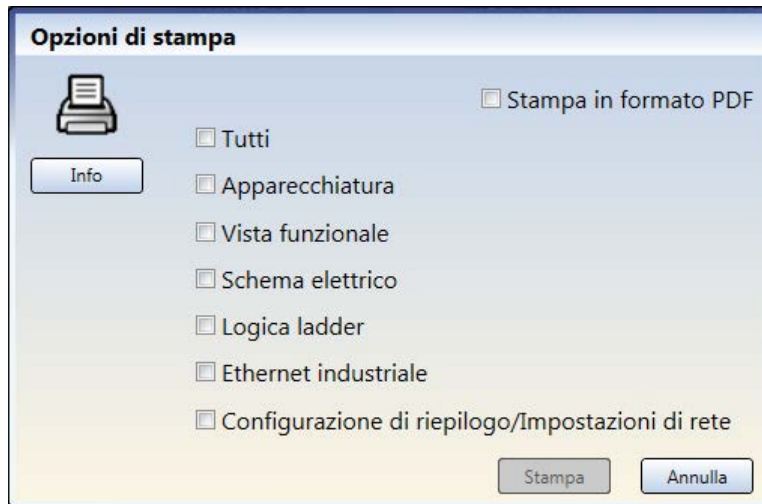 Opzioni di stampa
Stampa in formato PDF
Tutti
Info
Apparecchiatura
Vista funzionale
Schema elettrico
Logica ladder
Ethernet industriale
Configurazione di riepilogo/Impostazioni di rete
Stampa
Annulla